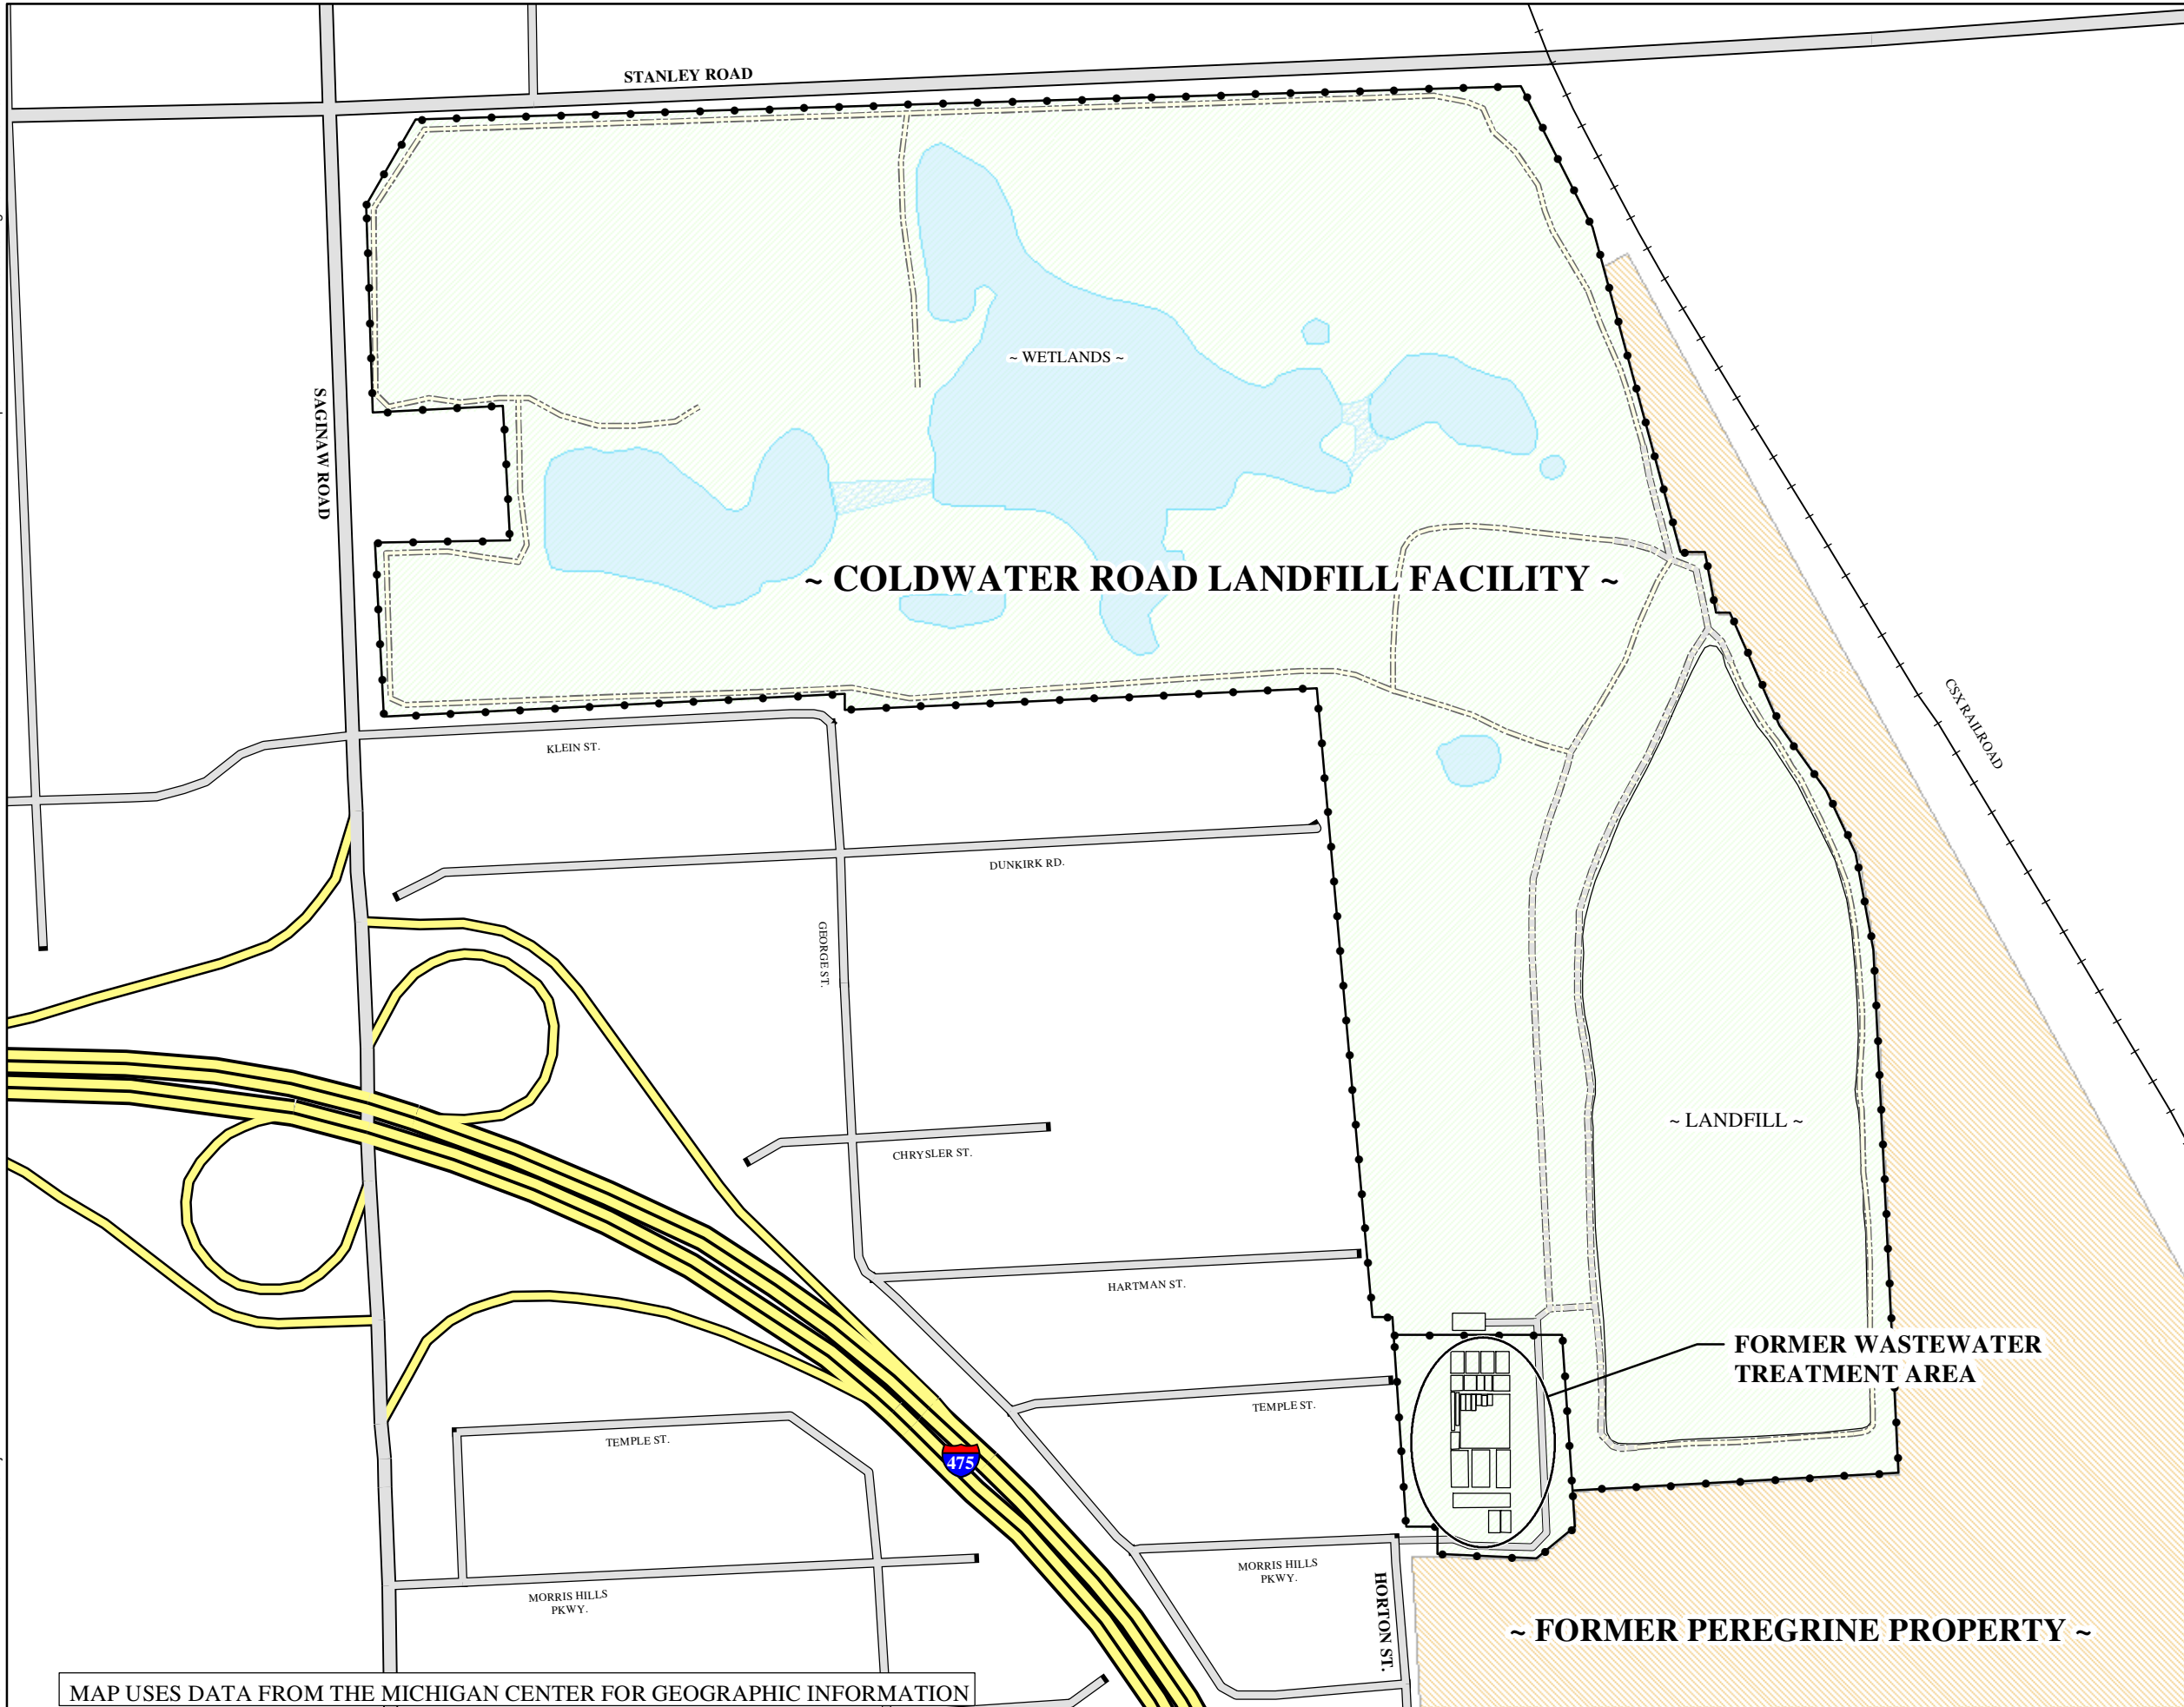 STANLEY ROAD
~ WETLANDS ~
SAGINAW ROAD
~ COLDWATER ROAD LANDFILL FACILITY ~
CSX RAILROAD
KLEIN ST.
DUNKIRK RD.
GEORGE ST.
~ LANDFILL ~
CHRYSLER ST.
HARTMAN ST.
FORMER WASTEWATER
TREATMENT AREA
TEMPLE ST.
TEMPLE ST.
475
MORRIS HILLS
PKWY.
MORRIS HILLS
PKWY.
HORTON ST.
~ FORMER PEREGRINE PROPERTY ~
MAP USES DATA FROM THE MICHIGAN CENTER FOR GEOGRAPHIC INFORMATION